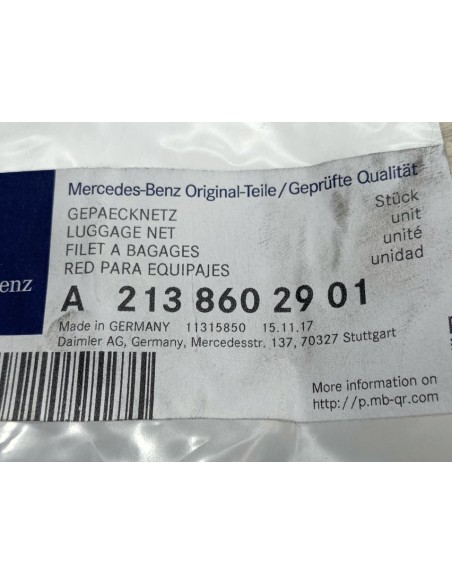 Mercedes-Benz Original-Teile/Geprüfte Qualität
GEPAECKNETZ
LUGGAGE NET
FILET A BAGAGES
RED PARA EQUIPAJES
Stück
unit
unité
unidad
enz
A 213 860 29 01
Made in GERMANY 11315850 15.11.17
Daimler AG, Germany, Mercedesstr. 137, 70327 Stuttgart
More information on
http://p.mb-qr.com/